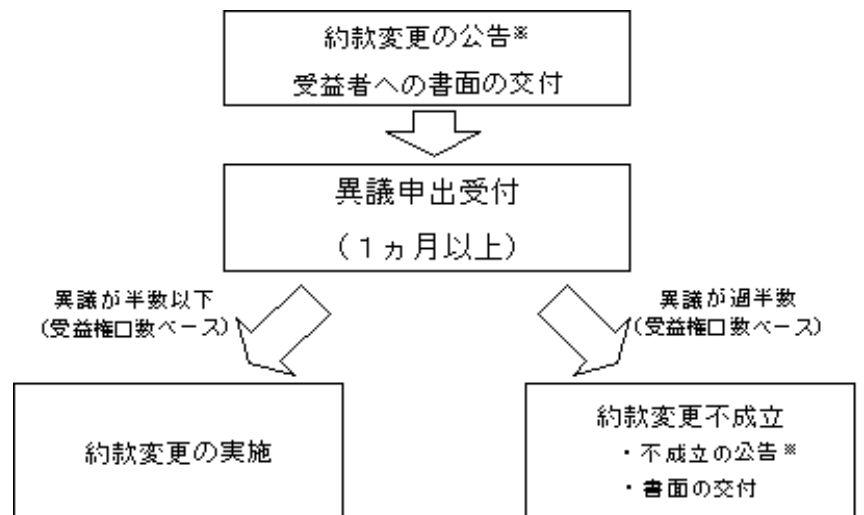 約款変更の公告※
受益者への書面の交付
異議申出受付
(1ヵ月以上)
異議が半数以下
(受益権口数ベース)
異議が過半数
(受益権口数ベース)
約款変更の実施
約款変更不成立
・不成立の公告※
・書面の交付